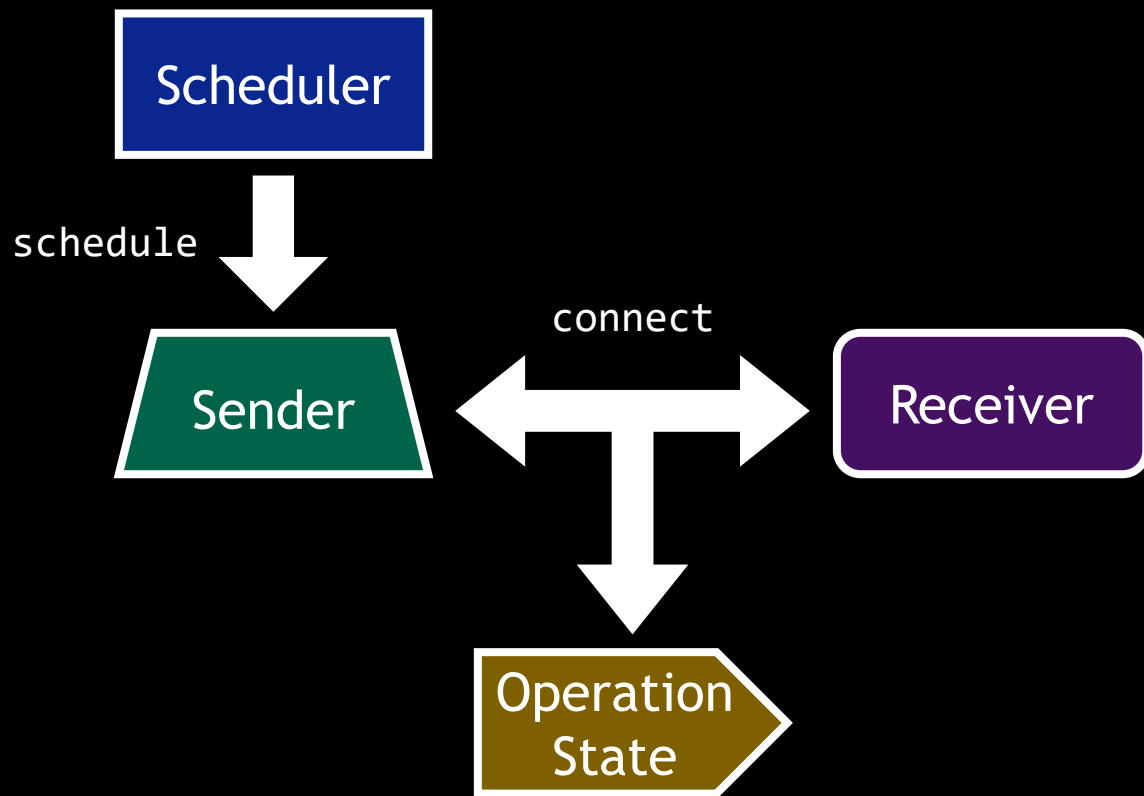 Scheduler
schedule
connect
Sender
Receiver
Operation
State